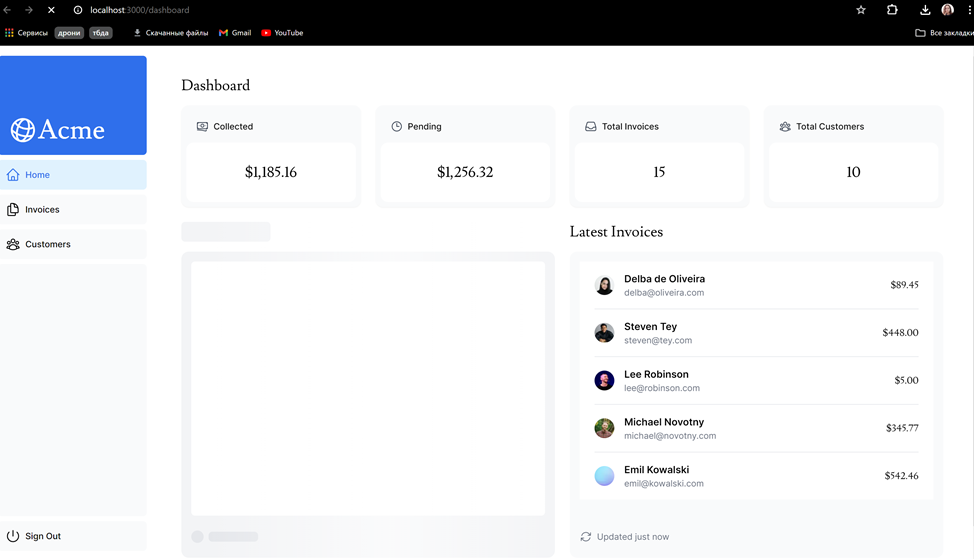 localhost:3000/dashboard
Сервисы дрони тбда Скачанные файлы Gmail YouTube Все закладки
Acme
Home
Invoices
Customers
Sign Out
Dashboard
Collected
$1,185.16
Pending
$1,256.32
Total Invoices
15
Total Customers
10
Latest Invoices
Delba de Oliveira
delba@oliveira.com
$89.45
Steven Tey
steven@tey.com
$448.00
Lee Robinson
lee@robinson.com
$5.00
Michael Novotny
michael@novotny.com
$345.77
Emil Kowalski
emil@kowalski.com
$542.46
Updated just now